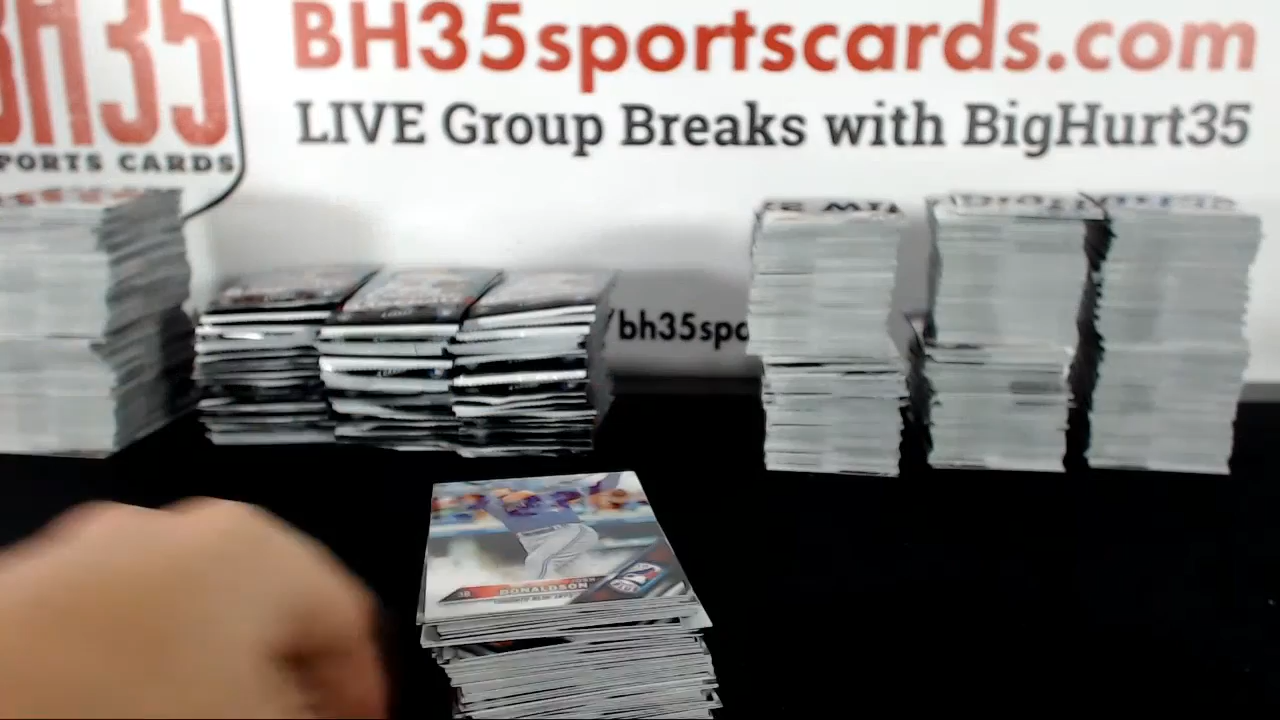 BH35sportscards.com
LIVE Group Breaks with BigHurt35
BH35
SPORTS CARDS
/bh35spo
DONALDSON